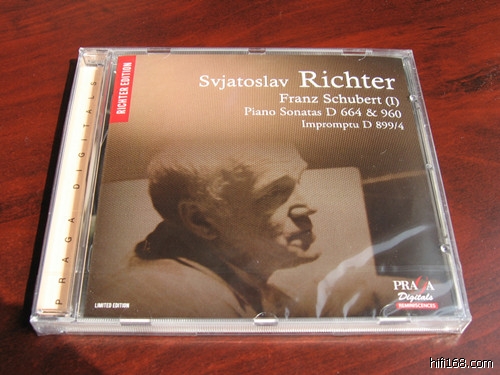 RICHTER EDITION
PRAGA DIGITALS
Svjatoslav Richter
Franz Schubert (I)
Piano Sonatas D 664 & 960
Impromptu D 899/4
LIMITED EDITION
PRAGA
Digitals
REMINISCENCES
hifi168.com